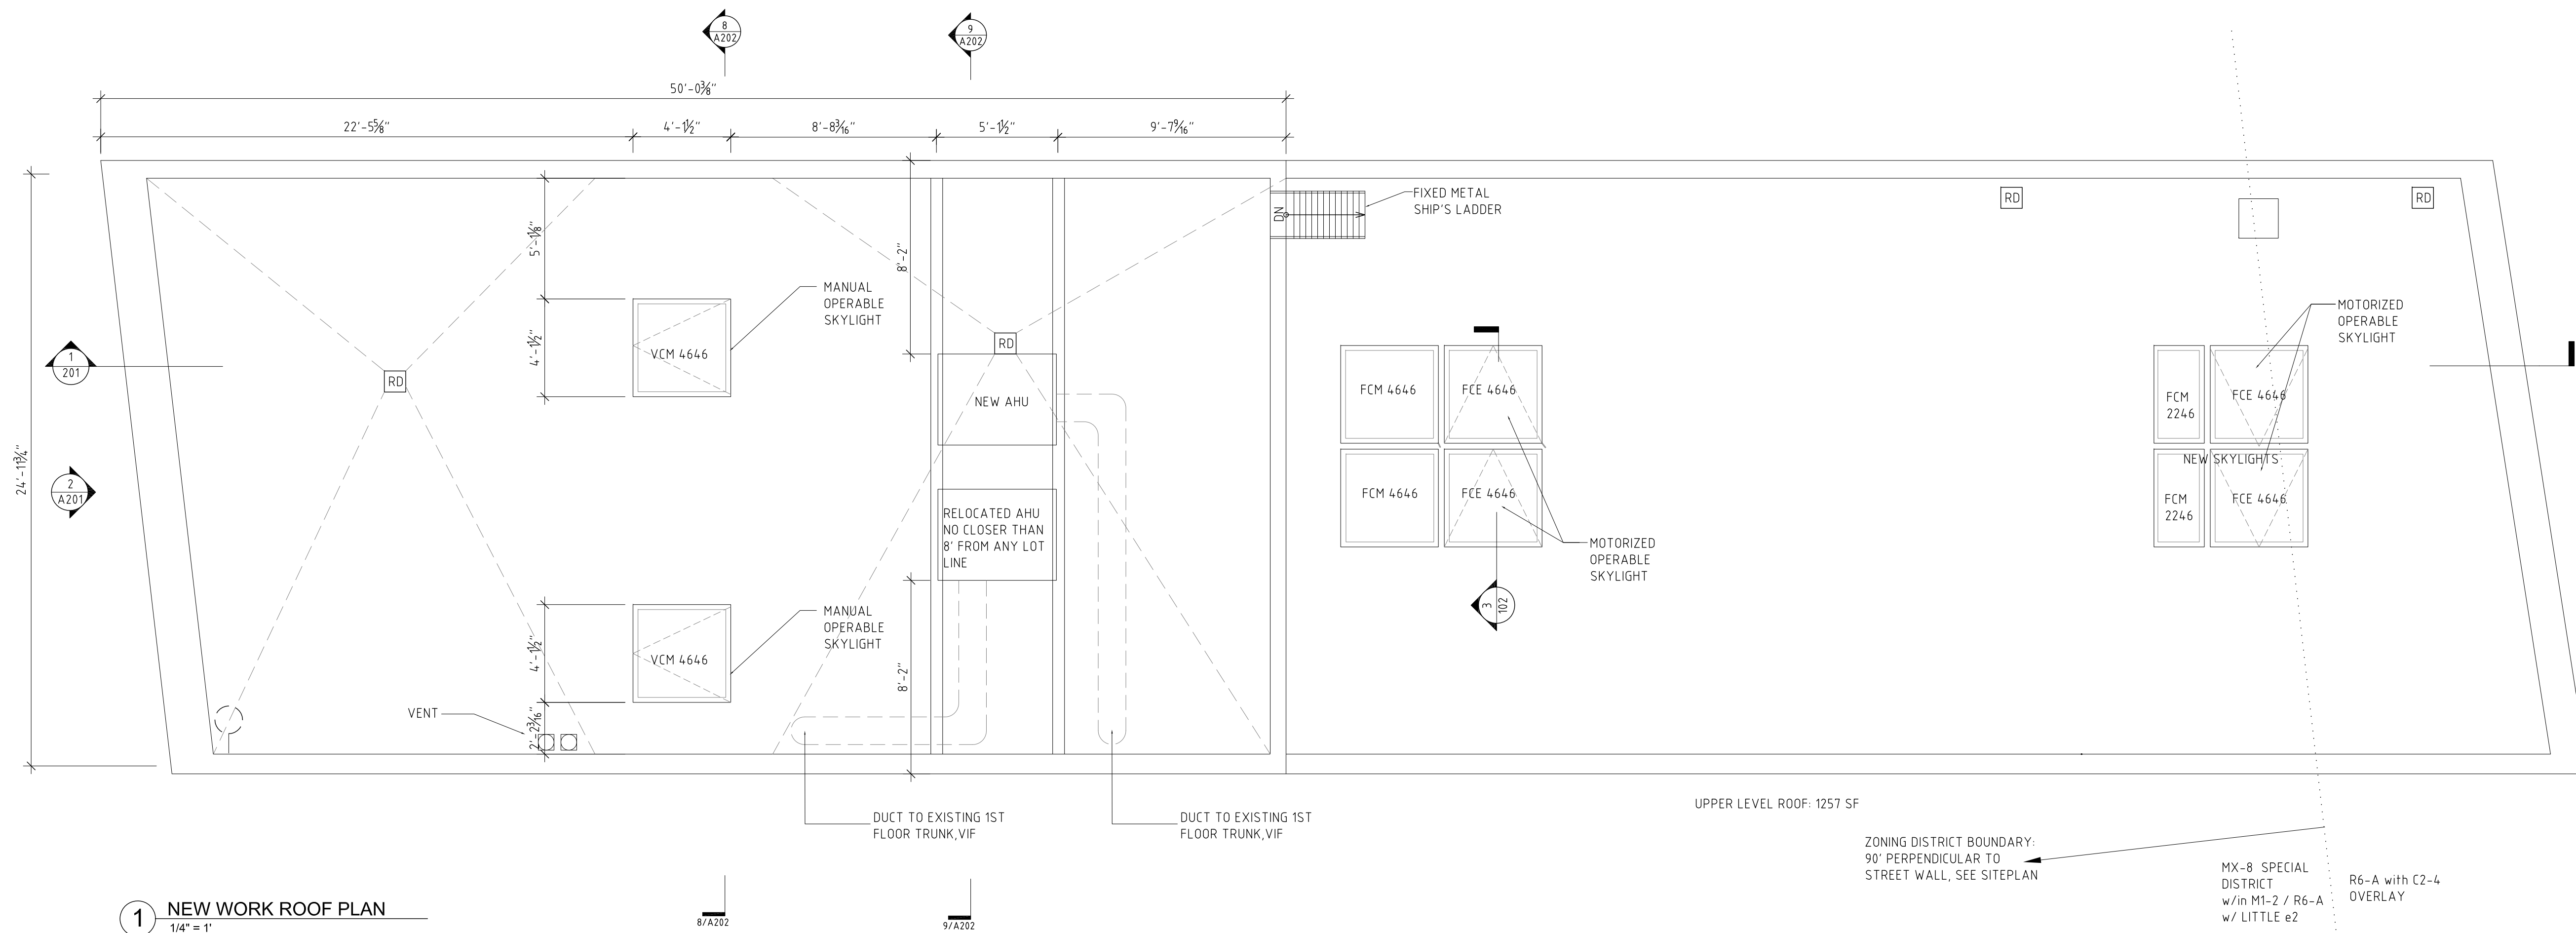 8
A202
9
A202
50'-0⅜"
22'-5⅝"
4'-1½"
8'-8 3/16"
5'-1½"
9'-7 9/16"
24'-11¾"
5'-1⅛"
4'-1½"
4'-1½"
2'-2 3/16"
8'-2"
8'-2"
1
201
2
A201
RD
VCM 4646
MANUAL
OPERABLE
SKYLIGHT
VCM 4646
MANUAL
OPERABLE
SKYLIGHT
VENT
RD
NEW AHU
RELOCATED AHU
NO CLOSER THAN
8' FROM ANY LOT
LINE
DN
FIXED METAL
SHIP'S LADDER
FCM 4646
FCE 4646
FCM 4646
FCE 4646
MOTORIZED
OPERABLE
SKYLIGHT
3
102
RD
RD
MOTORIZED
OPERABLE
SKYLIGHT
FCM
2246
FCE 4646
NEW SKYLIGHTS
FCM
2246
FCE 4646
DUCT TO EXISTING 1ST
FLOOR TRUNK,VIF
DUCT TO EXISTING 1ST
FLOOR TRUNK,VIF
UPPER LEVEL ROOF: 1257 SF
ZONING DISTRICT BOUNDARY:
90' PERPENDICULAR TO
STREET WALL, SEE SITEPLAN
MX-8 SPECIAL
DISTRICT
w/in M1-2 / R6-A
w/ LITTLE e2
R6-A with C2-4
OVERLAY
1
NEW WORK ROOF PLAN
1/4" = 1'
8/A202
9/A202